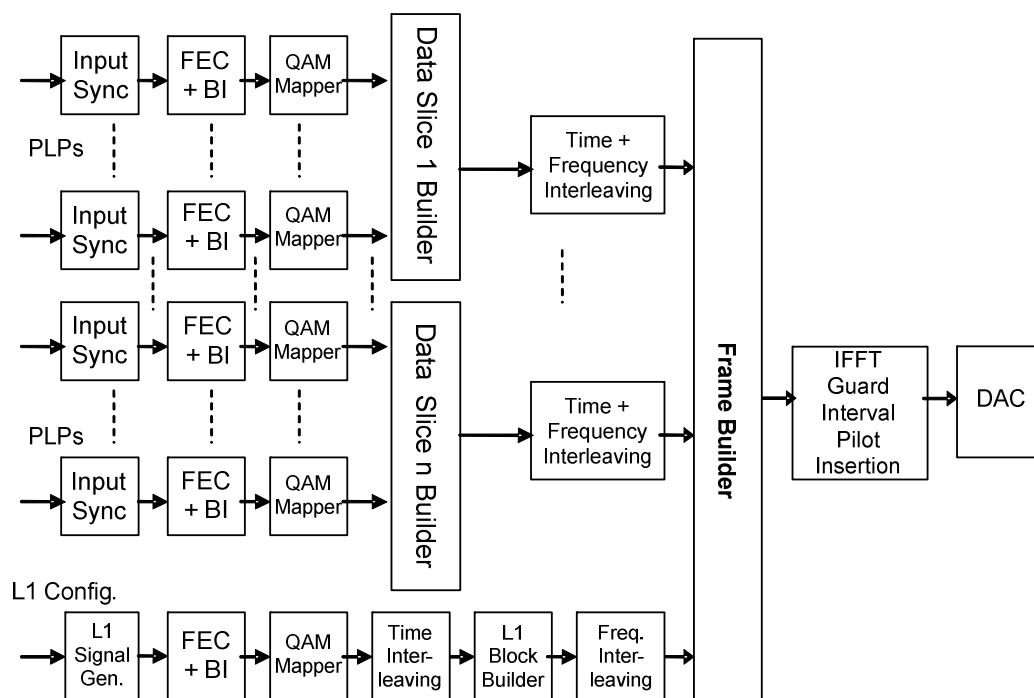 Input
Sync
FEC
+ BI
QAM
Mapper
Data Slice 1 Builder
PLPs
Time +
Frequency
Interleaving
Input
Sync
FEC
+ BI
QAM
Mapper
Input
Sync
FEC
+ BI
QAM
Mapper
Data Slice n Builder
PLPs
Time +
Frequency
Interleaving
Input
Sync
FEC
+ BI
QAM
Mapper
Frame Builder
IFFT
Guard
Interval
Pilot
Insertion
DAC
L1 Config.
L1
Signal
Gen.
FEC
+ BI
QAM
Mapper
Time
Inter-
leaving
L1
Block
Builder
Freq.
Inter-
leaving